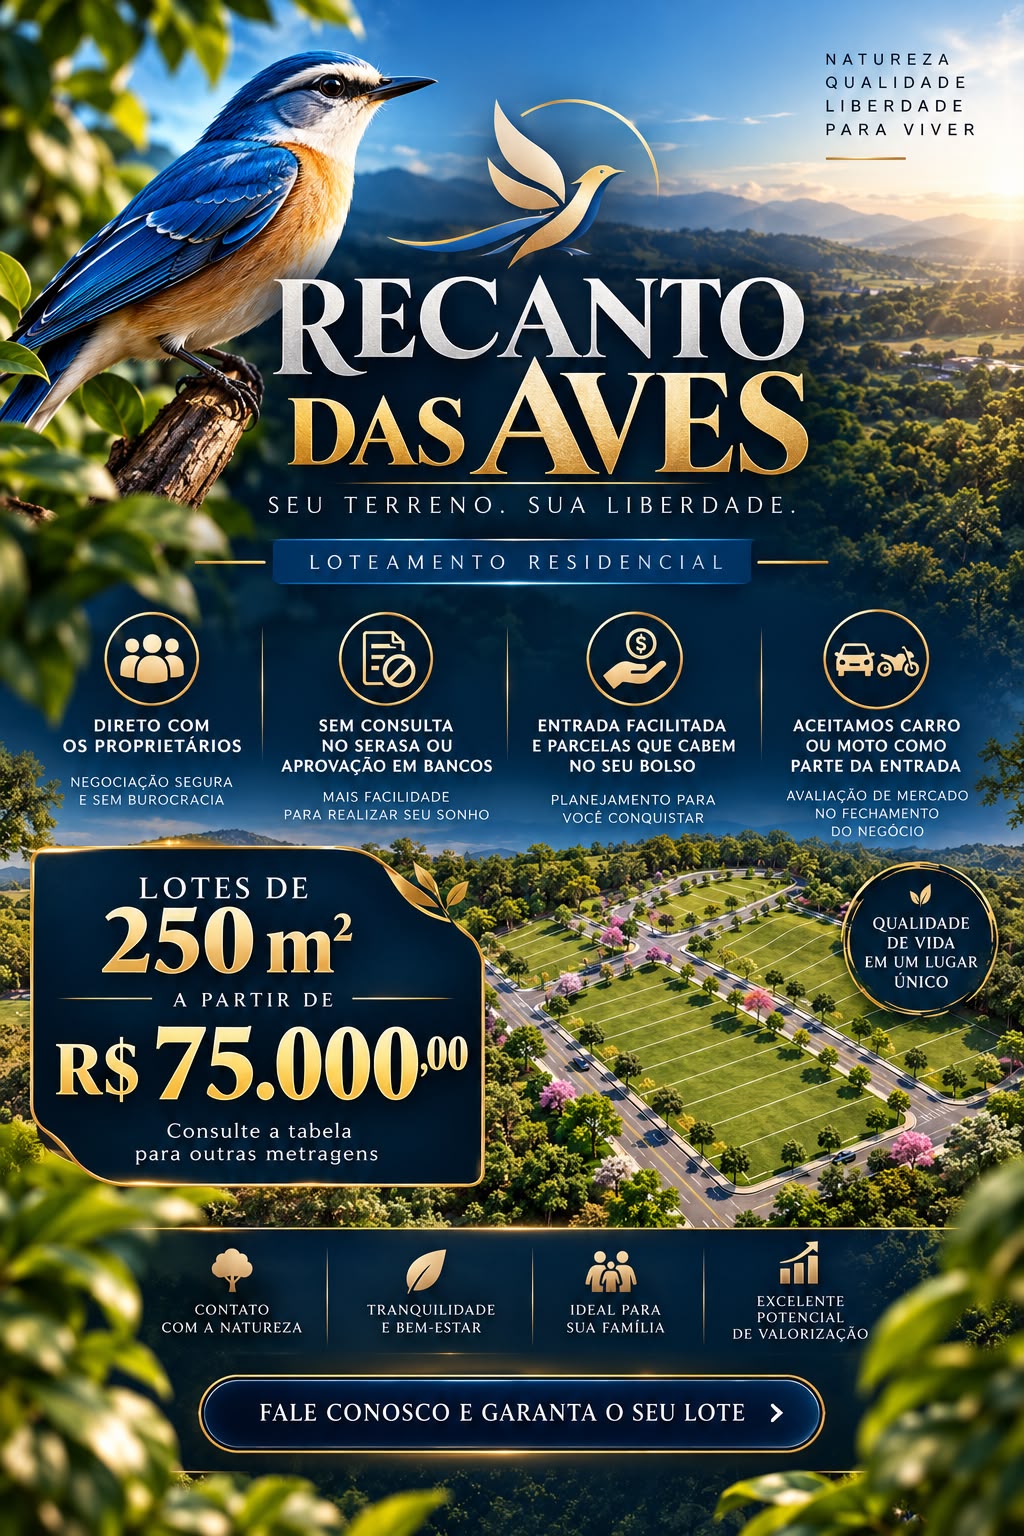 NATUREZA
QUALIDADE
LIBERDADE
PARA VIVER
RECANTO
DAS AVES
SEU TERRENO. SUA LIBERDADE.
LOTEAMENTO RESIDENCIAL
DIRETO COM
OS PROPRIETÁRIOS
NEGOCIAÇÃO SEGURA
E SEM BUROCRACIA
SEM CONSULTA
NO SERASA OU
APROVAÇÃO EM BANCOS
MAIS FACILIDADE
PARA REALIZAR SEU SONHO
$
ENTRADA FACILITADA
E PARCELAS QUE CABEM
NO SEU BOLSO
PLANEJAMENTO PARA
VOCÊ CONQUISTAR
ACEITAMOS CARRO
OU MOTO COMO
PARTE DA ENTRADA
AVALIAÇÃO DE MERCADO
NO FECHAMENTO
DO NEGÓCIO
LOTES DE
250 m²
A PARTIR DE
R$ 75.000,00
Consulte a tabela
para outras metragens
QUALIDADE
DE VIDA
EM UM LUGAR
ÚNICO
CONTATO
COM A NATUREZA
TRANQUILIDADE
E BEM-ESTAR
IDEAL PARA
SUA FAMÍLIA
EXCELENTE
POTENCIAL
DE VALORIZAÇÃO
FALE CONOSCO E GARANTA O SEU LOTE